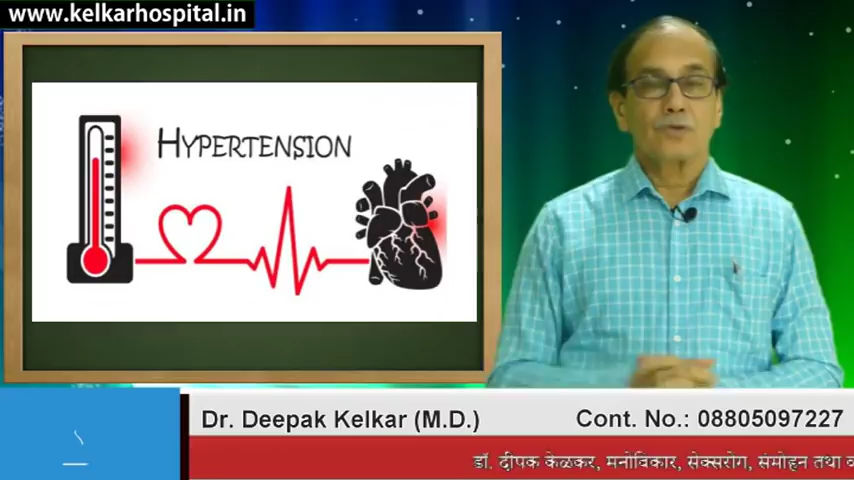 www.kelkarhospital.in
HYPERTENSION
Dr. Deepak Kelkar (M.D.)
Cont. No.: 08805097227
डॉ. दीपक केळकर, मनोविकार, सेक्सरोग, संमोहन तथा